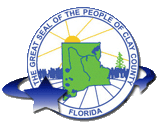 THE GREAT SEAL OF THE PEOPLE OF CLAY COUNTY
FLORIDA